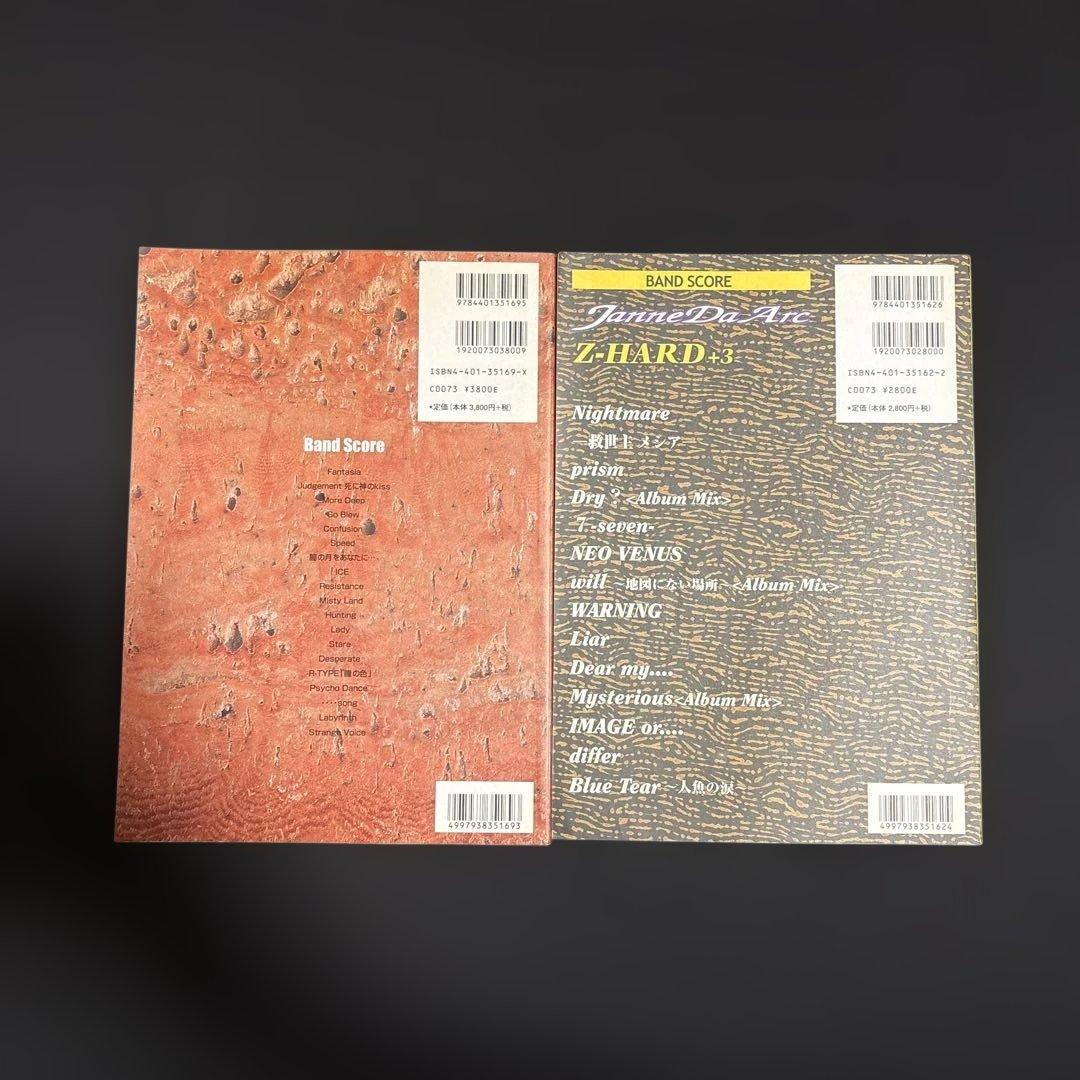 9784401351695
1920073038009
ISBN4-401-35169-X
C0073 ¥3800E
*定価(本体 3,800円+税)
Band Score
Fantasia
Judgement 死に神のkiss
More Deep
Go Blew
Confusion
Speed
闇の月をあなたに…
ICE
Resistance
Misty Land
Hunting
Lady
Stare
Desperate
R-TYPE「瞳の色」
Psycho Dance
‥‥song
Labyrinth
Strange Voice
4997938351693
BAND SCORE
Janne Da Arc
Z-HARD+3
9784401351626
1920073028000
ISBN4-401-35162-2
C0073 ¥2800E
*定価(本体 2,800円+税)
Nightmare
―救世主 メシア
prism
Dry ? <Album Mix>
7 -seven-
NEO VENUS
will ~地図にない場所~ <Album Mix>
WARNING
Liar
Dear my....
Mysterious<Album Mix>
IMAGE or....
differ
Blue Tear ~人魚の涙~
4997938351624